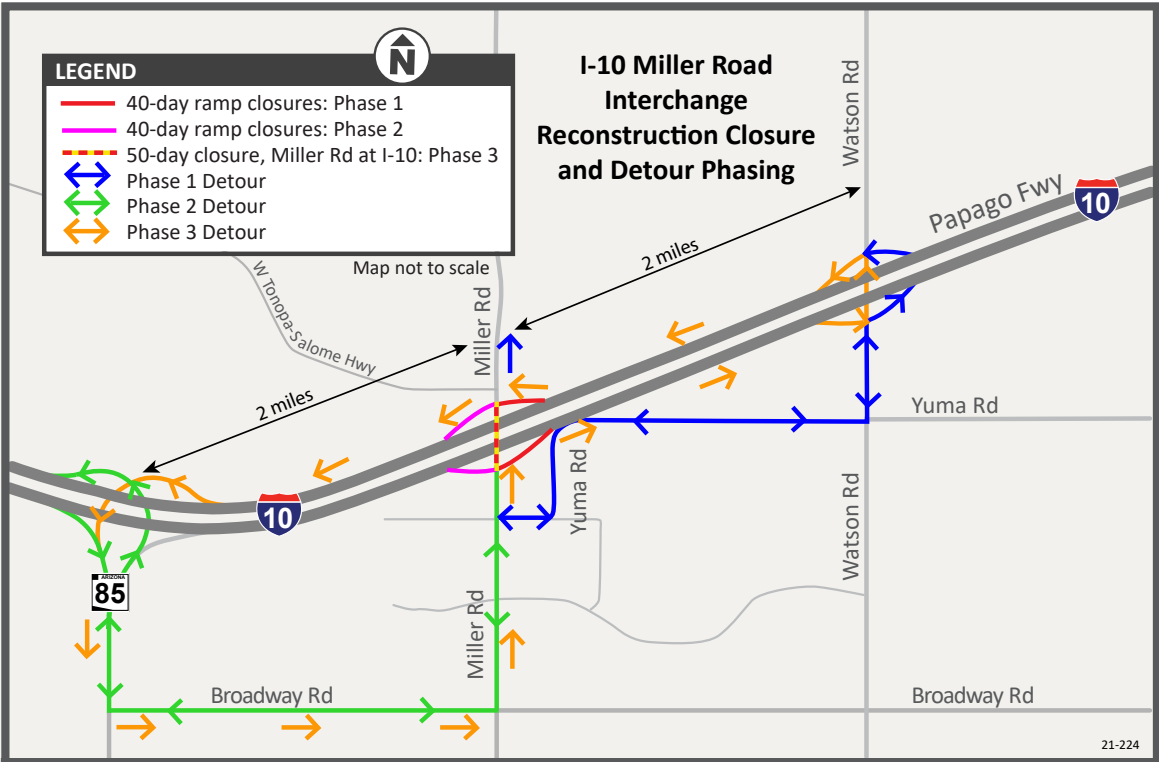 N
LEGEND
40-day ramp closures: Phase 1
40-day ramp closures: Phase 2
50-day closure, Miller Rd at I-10: Phase 3
Phase 1 Detour
Phase 2 Detour
Phase 3 Detour
I-10 Miller Road
Interchange
Reconstruction Closure
and Detour Phasing
Watson Rd
Papago Fwy
10
2 miles
Map not to scale
W Tonopa-Salome Hwy
Miller Rd
2 miles
Yuma Rd
Yuma Rd
10
Watson Rd
ARIZONA
85
Miller Rd
Broadway Rd
Broadway Rd
21-224